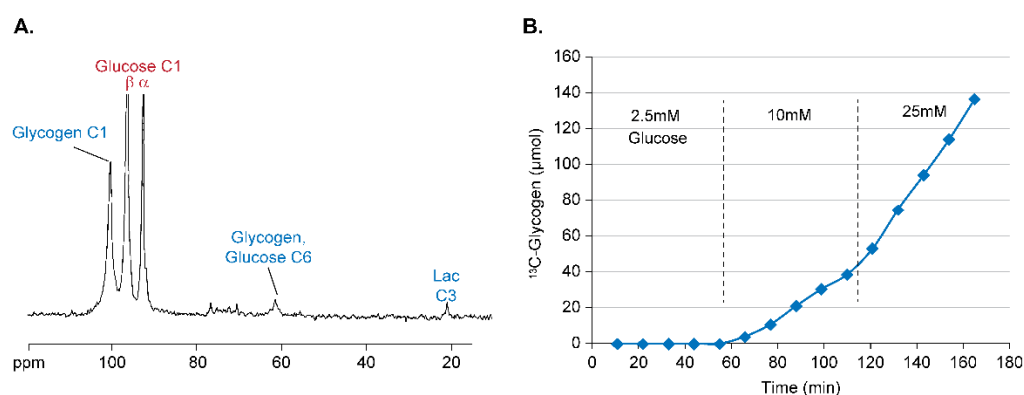 A.
Glucose C1
β α
Glycogen C1
Glycogen,
Glucose C6
Lac
C3
ppm 100 80 60 40 20
B.
160
140
120
100
80
60
40
20
0
¹³C-Glycogen (μmol)
2.5mM
Glucose
10mM
25mM
0 20 40 60 80 100 120 140 160 180
Time (min)